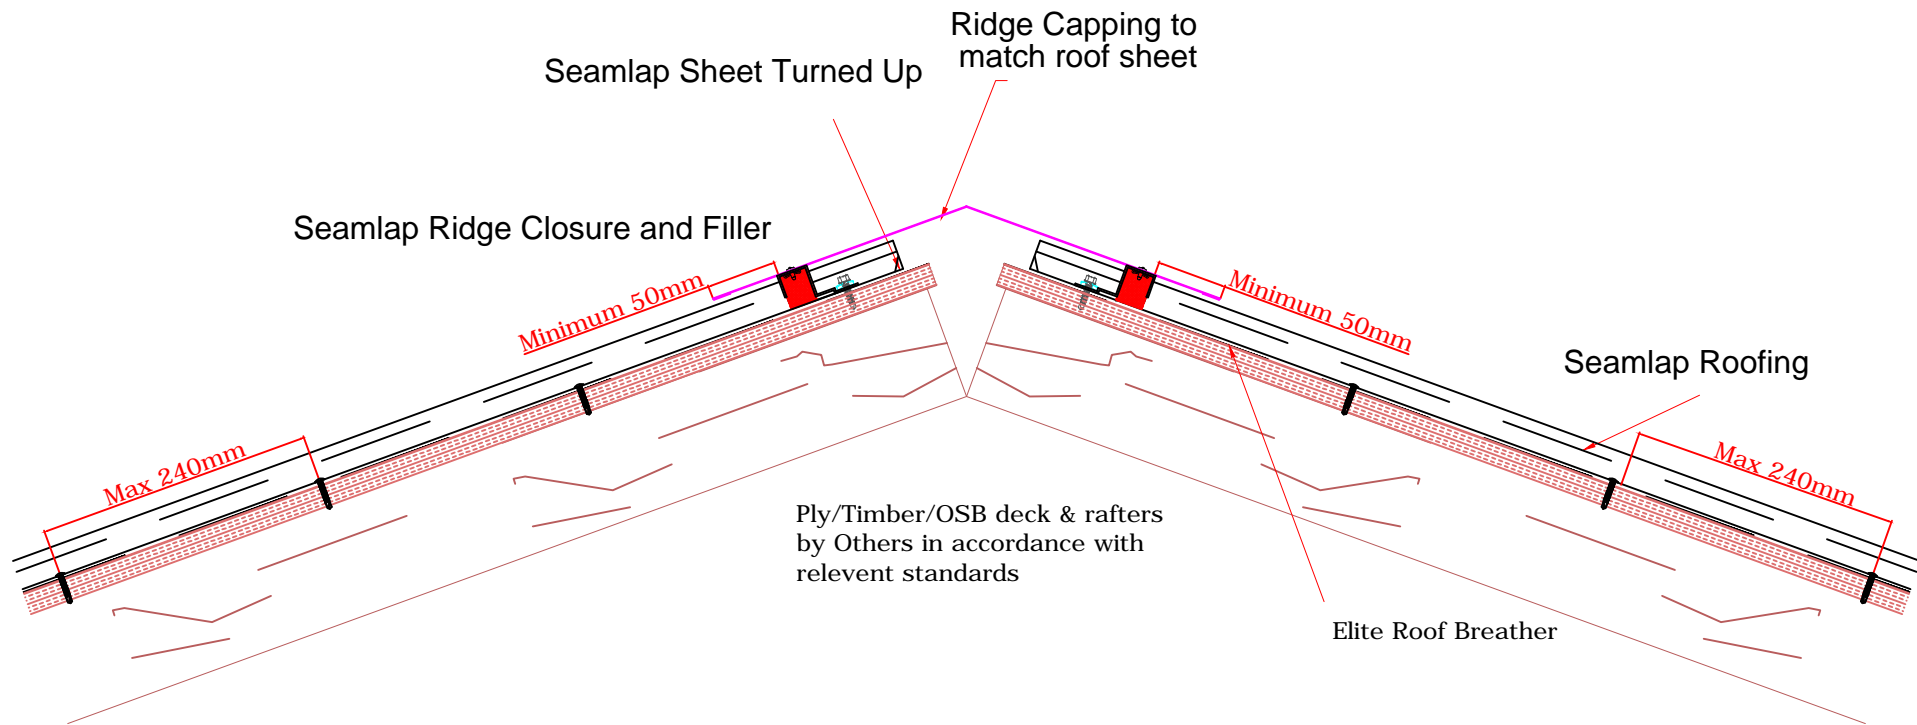 Ridge Capping to
match roof sheet
Seamlap Sheet Turned Up
Seamlap Ridge Closure and Filler
Minimum 50mm
Minimum 50mm
Seamlap Roofing
Max 240mm
Max 240mm
Ply/Timber/OSB deck & rafters
by Others in accordance with
relevent standards
Elite Roof Breather